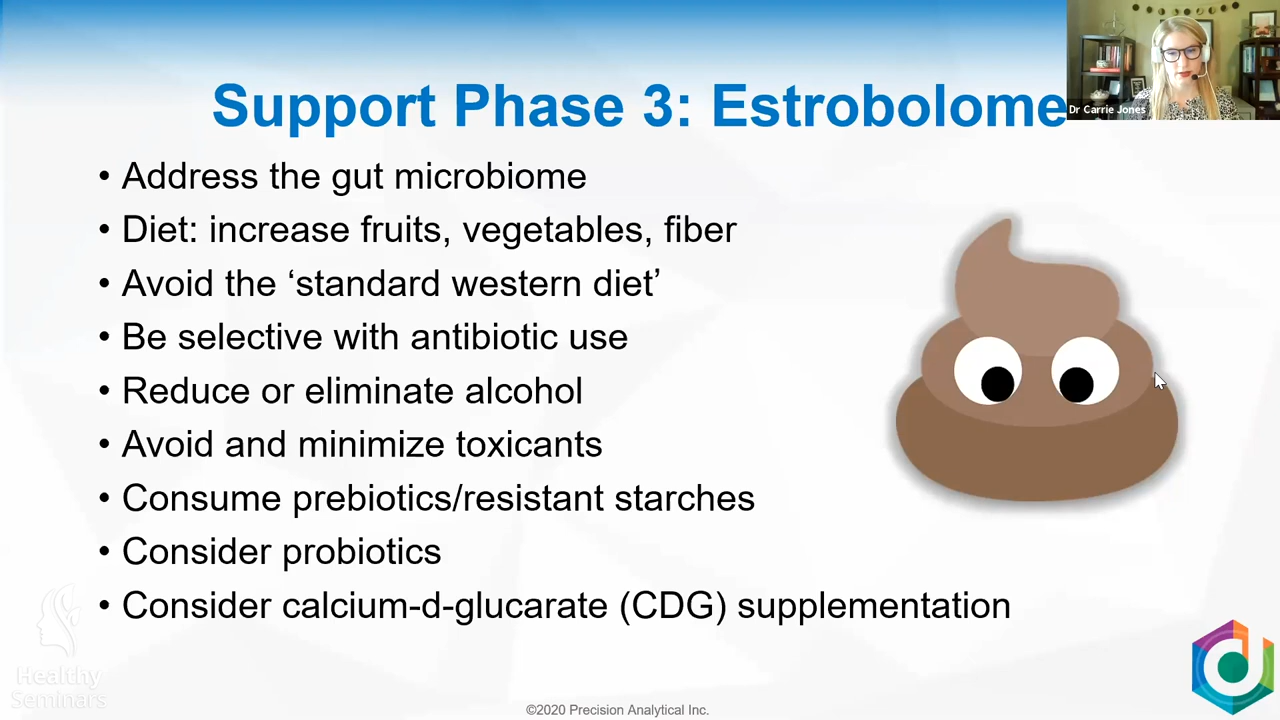 Dr Carrie Jones
Support Phase 3: Estrobolome
• Address the gut microbiome
• Diet: increase fruits, vegetables, fiber
• Avoid the ‘standard western diet’
• Be selective with antibiotic use
• Reduce or eliminate alcohol
• Avoid and minimize toxicants
• Consume prebiotics/resistant starches
• Consider probiotics
• Consider calcium-d-glucarate (CDG) supplementation
Healthy
Seminars
©2020 Precision Analytical Inc.